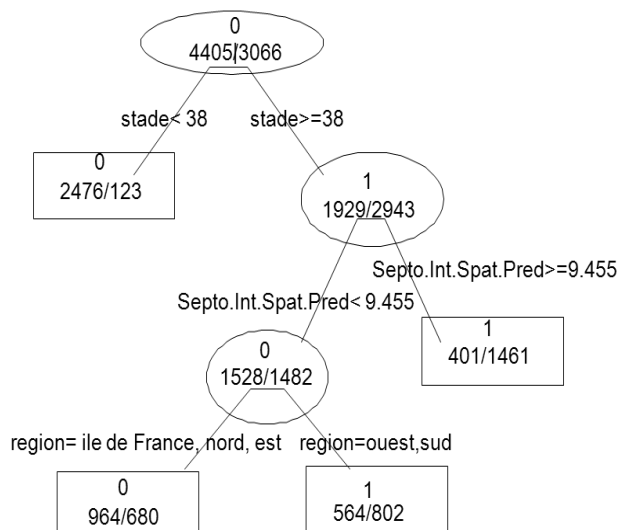 0
4405/3066
stade< 38
stade>=38
0
2476/123
1
1929/2943
Septo.Int.Spat.Pred< 9.455
Septo.Int.Spat.Pred>=9.455
0
1528/1482
1
401/1461
region= ile de France, nord, est
region=ouest,sud
0
964/680
1
564/802